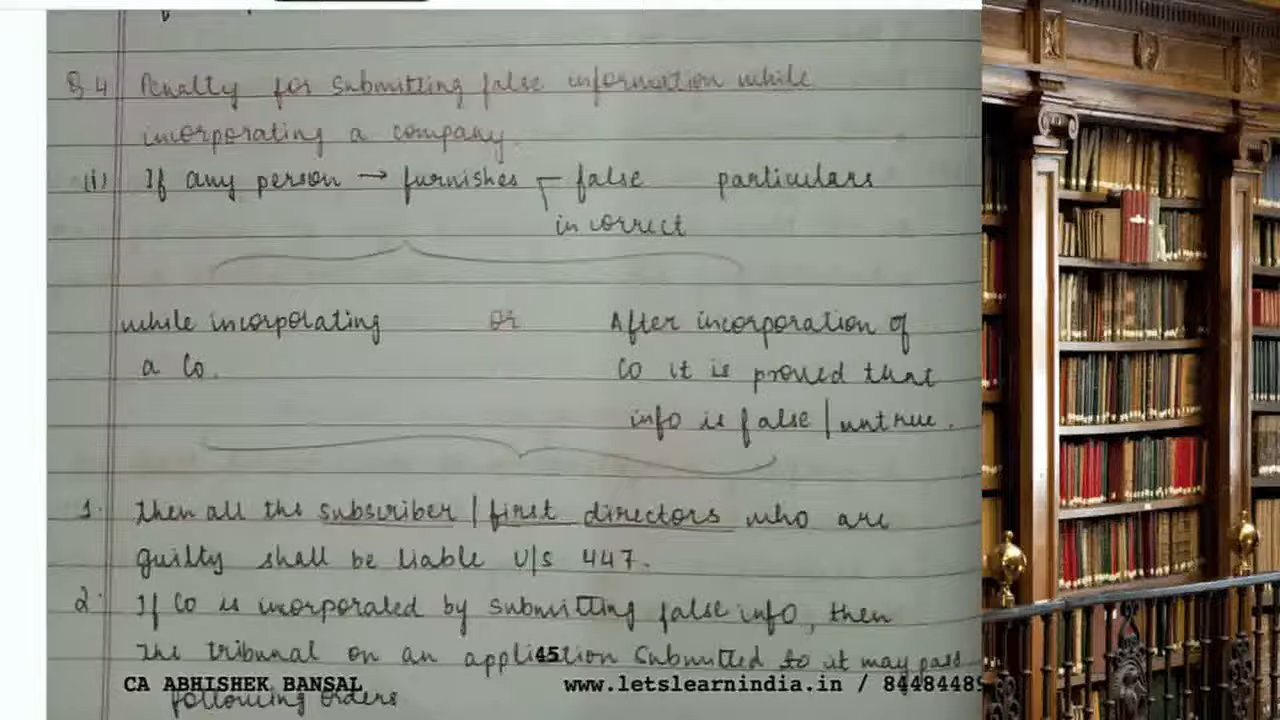 Q 4 Penalty for submitting false information while
incorporating a company.
(i) If any person → furnishes false particulars
in correct
while incorporating or After incorporation of
a Co. Co it is proved that
info is false / untrue.
1. then all the subscriber / first directors who are
guilty shall be liable U/S 447.
2. If Co is incorporated by submitting false info, then
the tribunal on an application submitted to it may pass
45
CA ABHISHEK BANSAL www.letslearnindia.in / 84484489
following orders